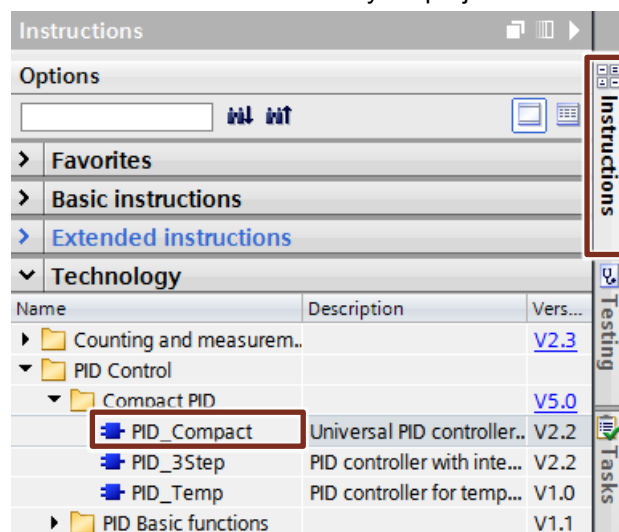 Instructions
Options
Favorites
Basic instructions
Extended instructions
Technology
Name Description Vers...
Counting and measurem.. V2.3
PID Control
Compact PID V5.0
PID_Compact Universal PID controller.. V2.2
PID_3Step PID controller with inte... V2.2
PID_Temp PID controller for temp... V1.0
PID Basic functions V1.1
Instructions
Testing
Tasks